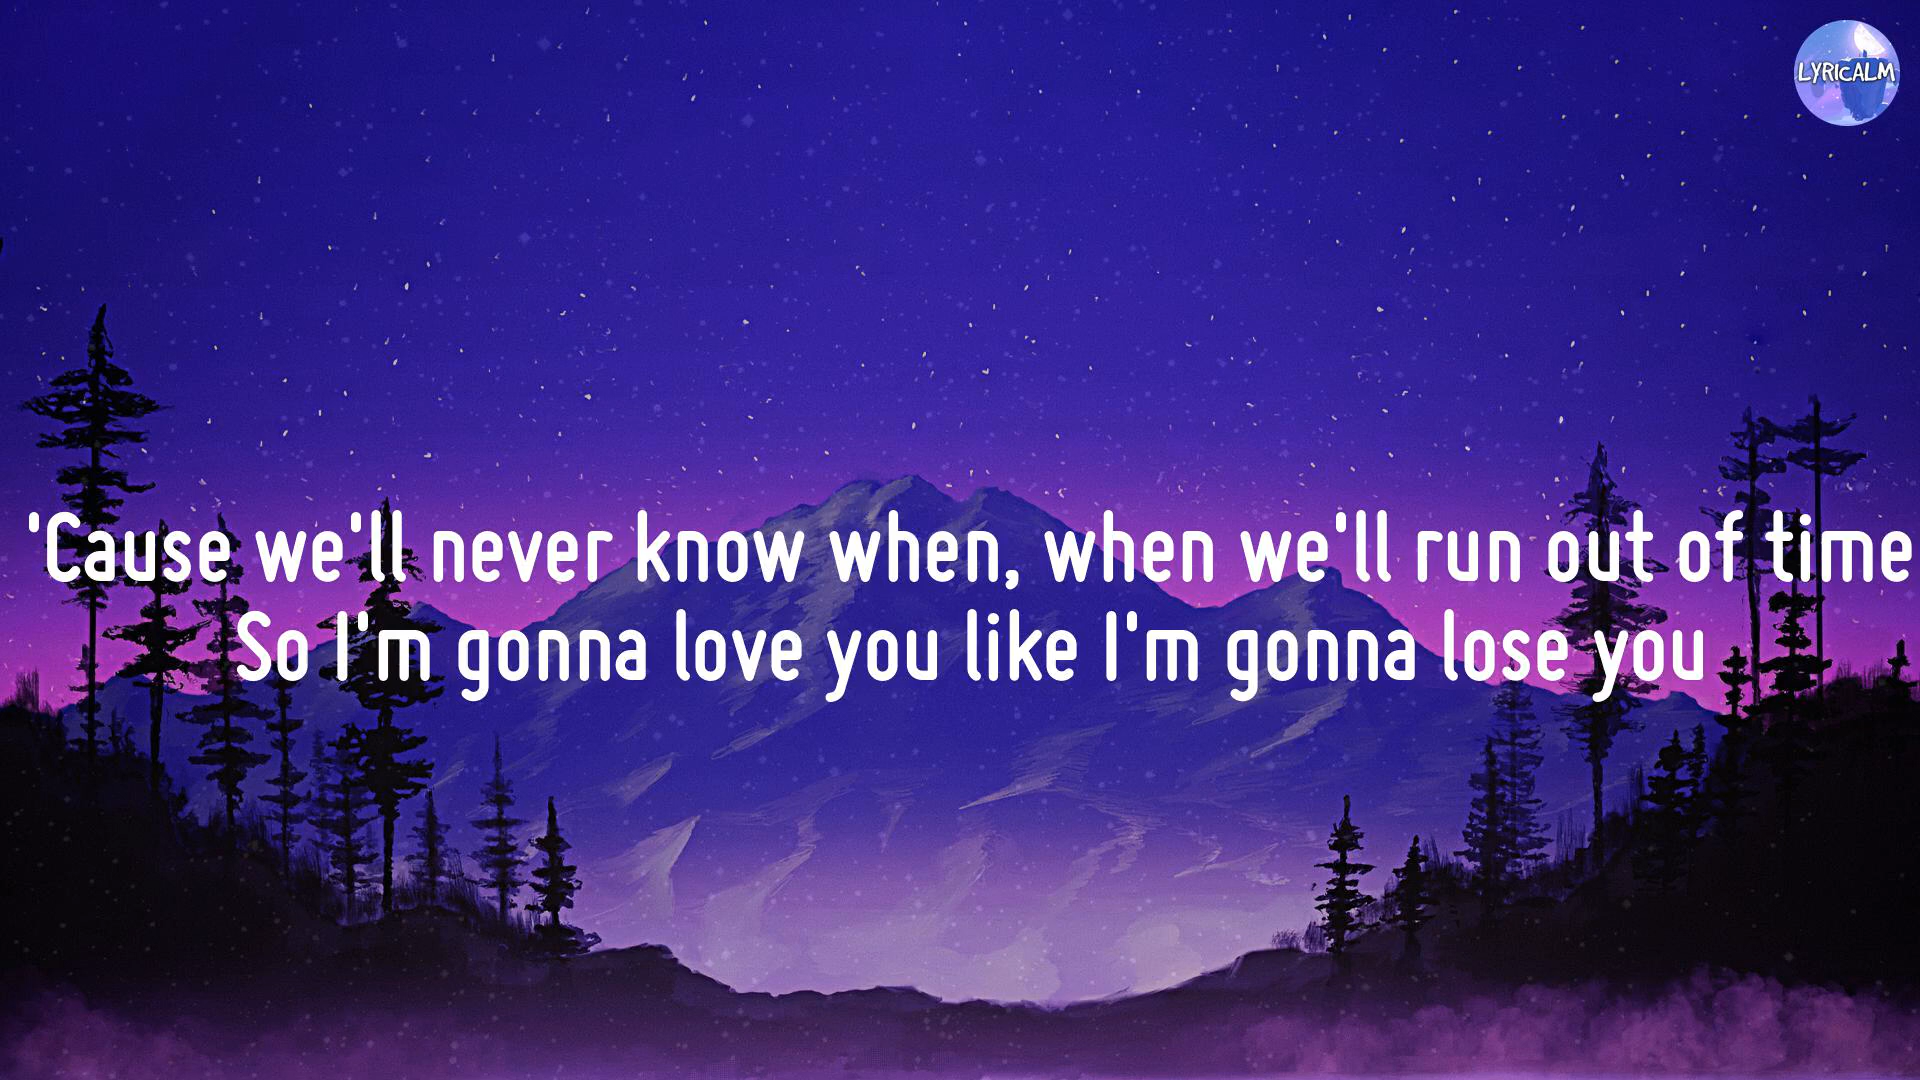 LYRICALM
'Cause we'll never know when, when we'll run out of time
So I'm gonna love you like I'm gonna lose you